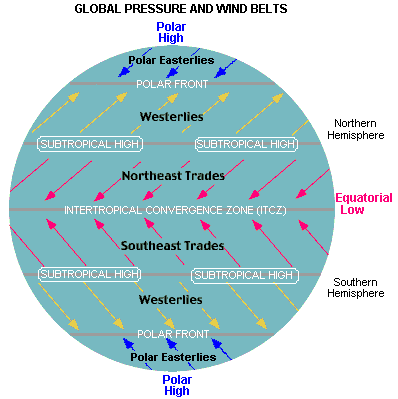 GLOBAL PRESSURE AND WIND BELTS
Polar
High
Polar Easterlies
POLAR FRONT
Westerlies
Northern
Hemisphere
SUBTROPICAL HIGH
SUBTROPICAL HIGH
Northeast Trades
Equatorial
Low
INTERTROPICAL CONVERGENCE ZONE (ITCZ)
Southeast Trades
SUBTROPICAL HIGH
SUBTROPICAL HIGH
Southern
Hemisphere
Westerlies
POLAR FRONT
Polar Easterlies
Polar
High